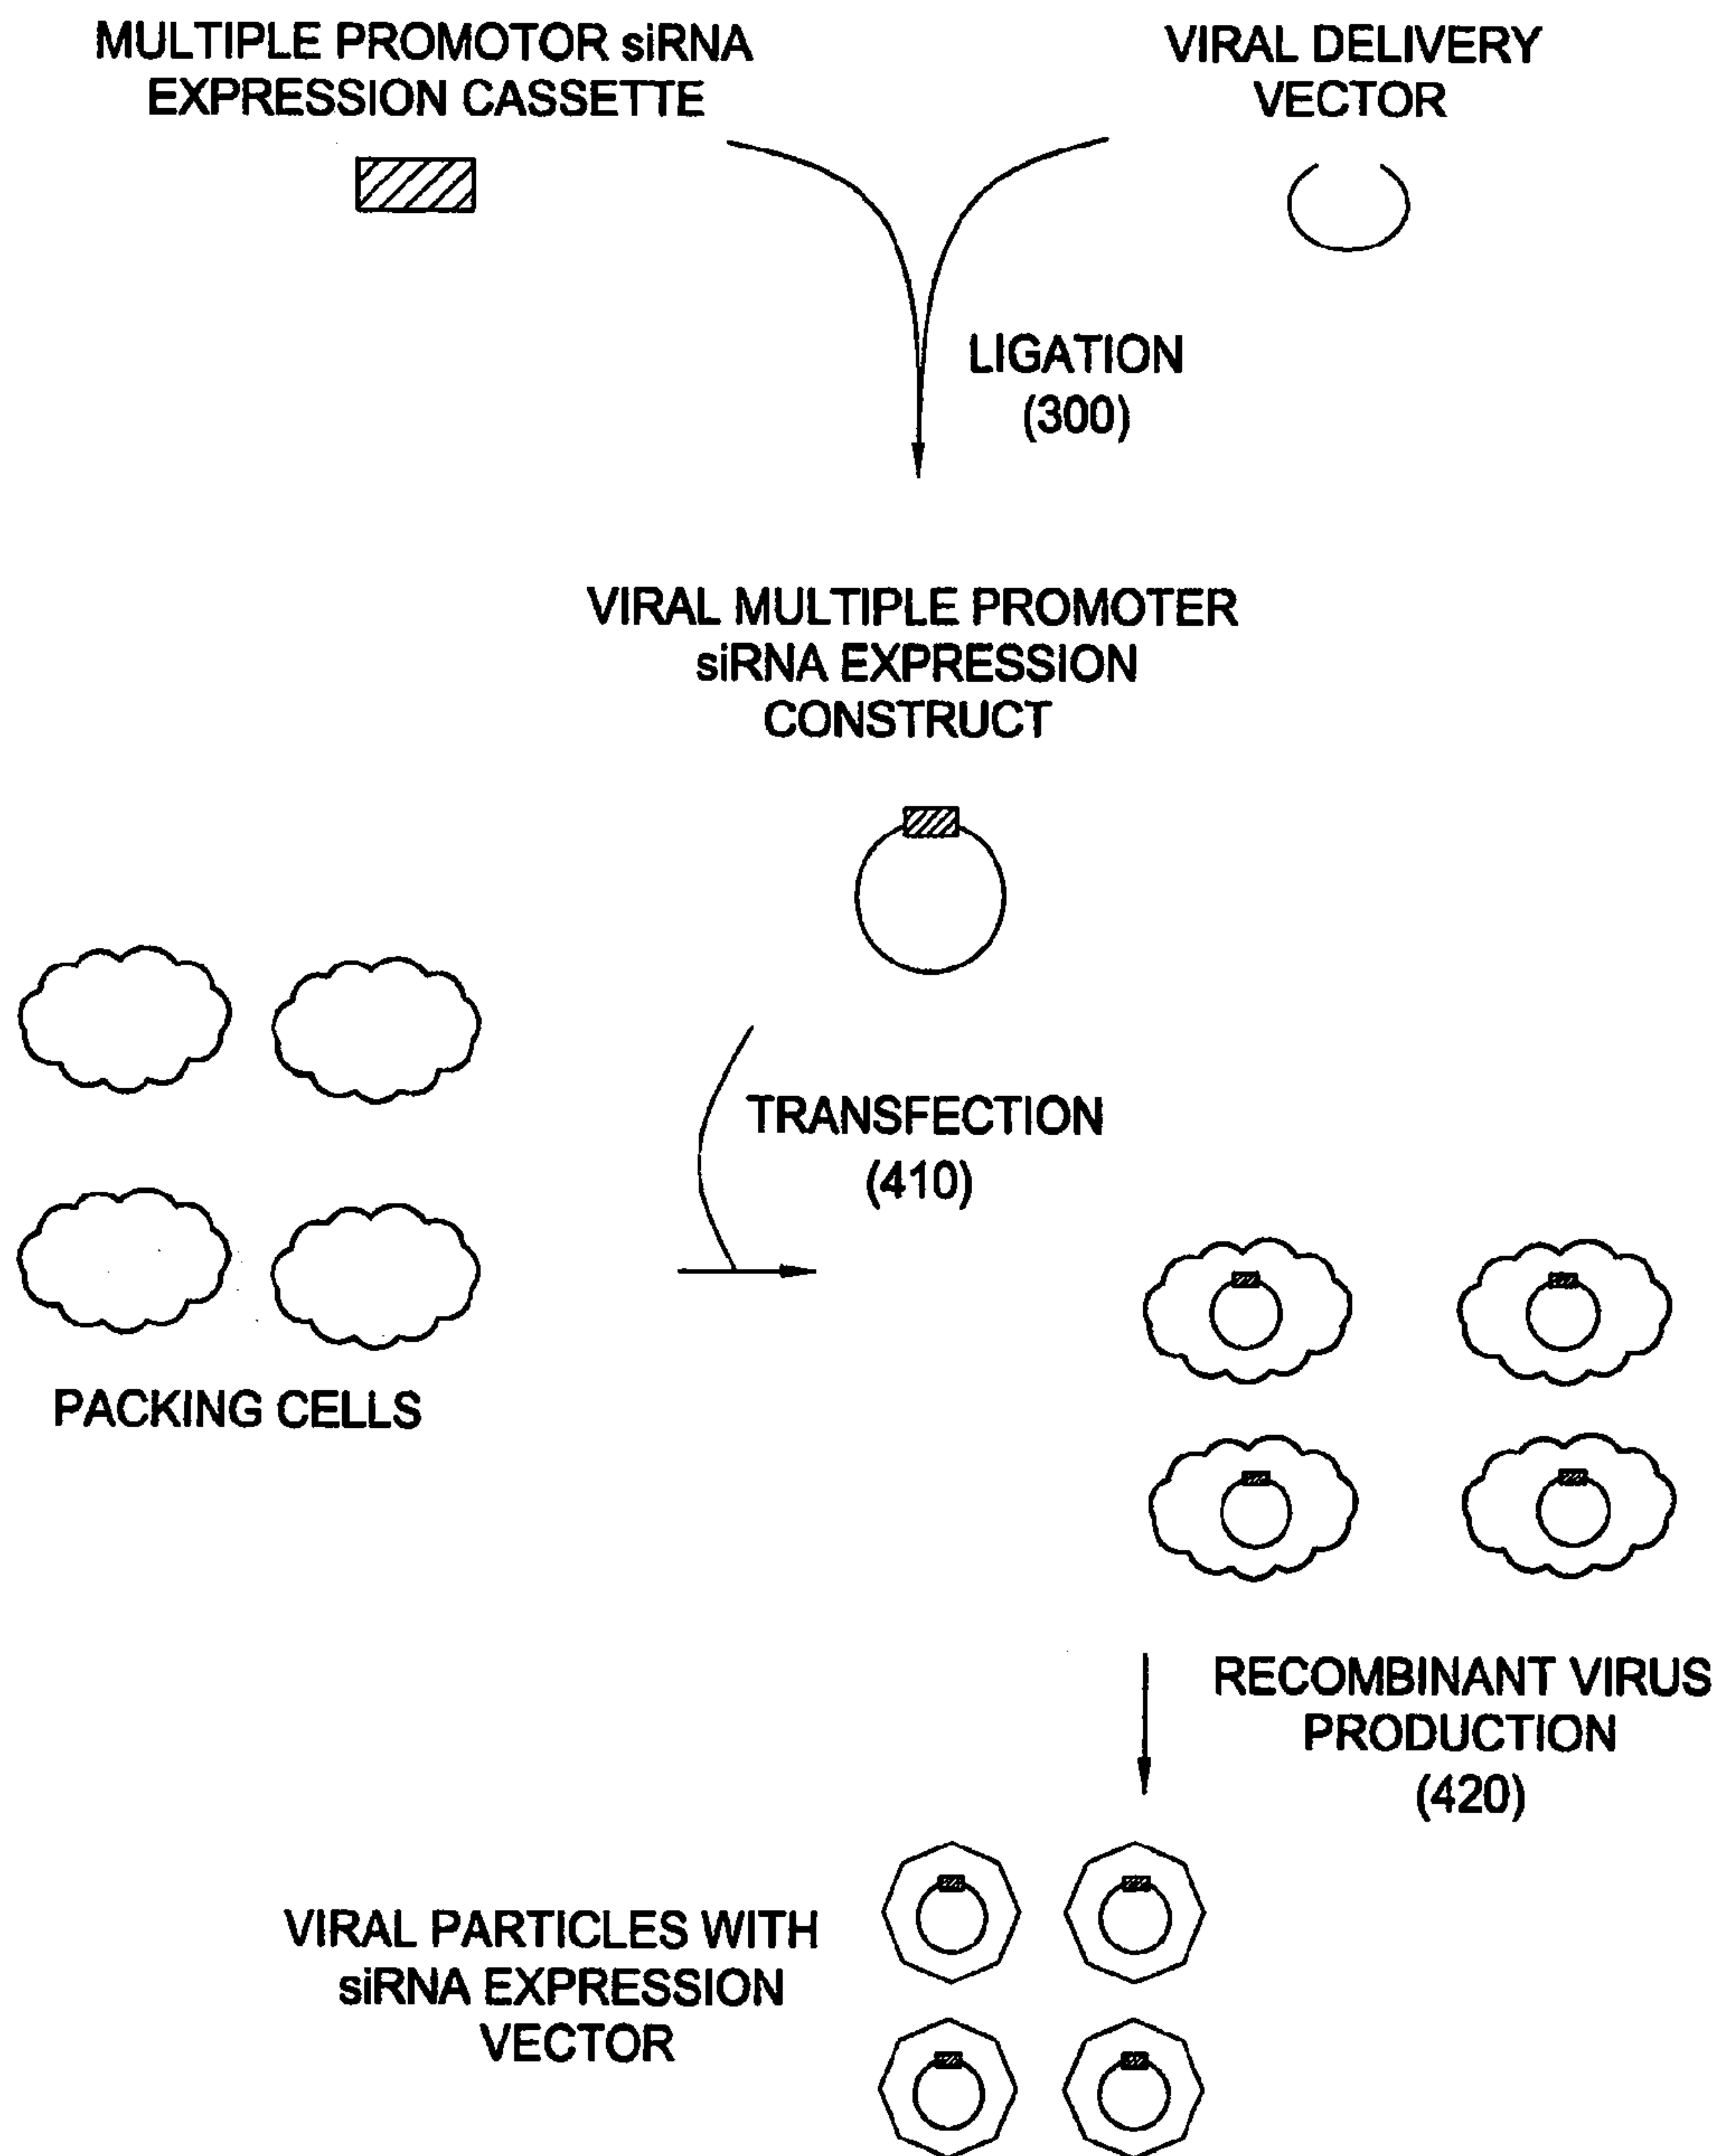 MULTIPLE PROMOTOR siRNA
EXPRESSION CASSETTE
VIRAL DELIVERY
VECTOR
LIGATION
(300)
VIRAL MULTIPLE PROMOTER
siRNA EXPRESSION
CONSTRUCT
TRANSFECTION
(410)
PACKING CELLS
RECOMBINANT VIRUS
PRODUCTION
(420)
VIRAL PARTICLES WITH
siRNA EXPRESSION
VECTOR